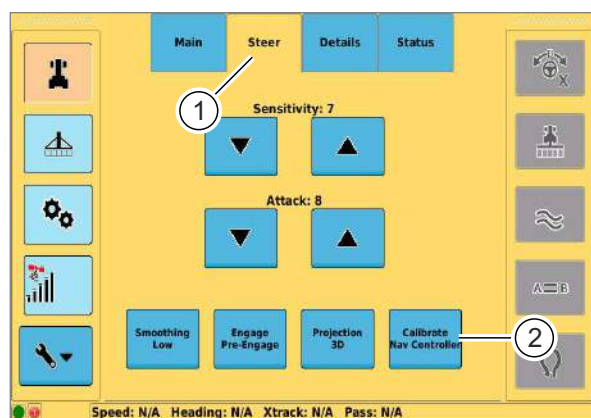 Main Steer Details Status
1
X
Sensitivity: 7
Attack: 8
A=B
Smoothing Engage Projection Calibrate
Low Pre-Engage 3D Nav Controller
2
Speed: N/A Heading: N/A Xtrack: N/A Pass: N/A